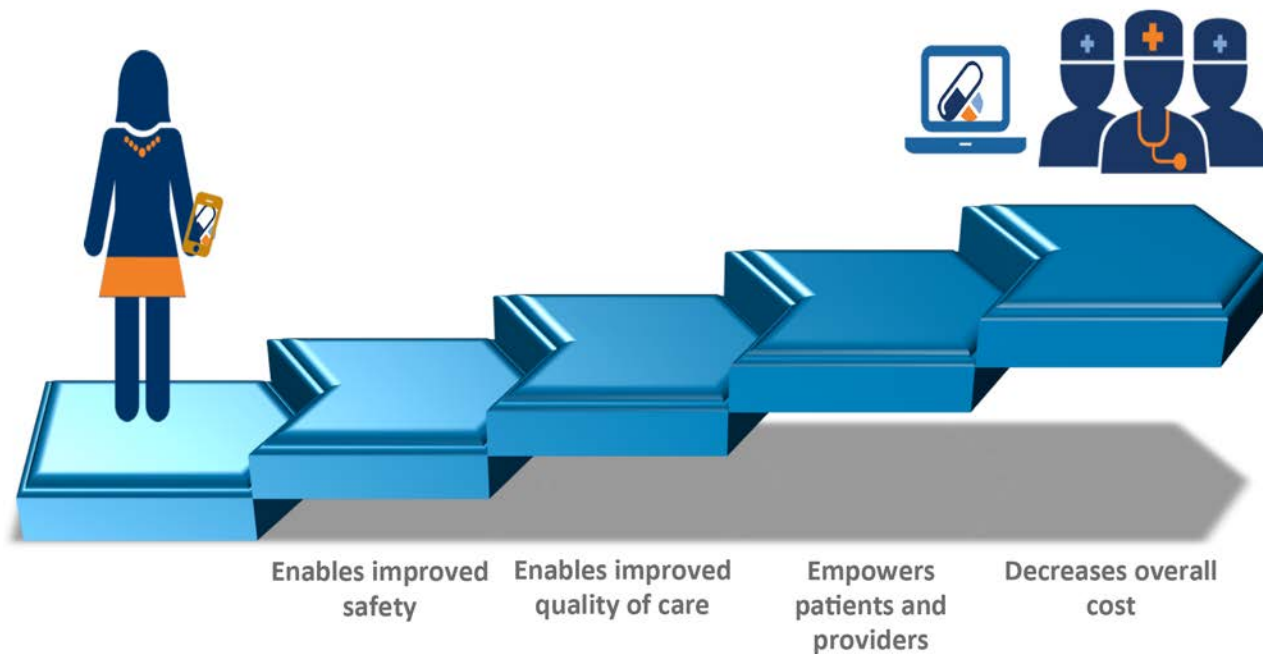 Enables improved
safety
Enables improved
quality of care
Empowers
patients and
providers
Decreases overall
cost